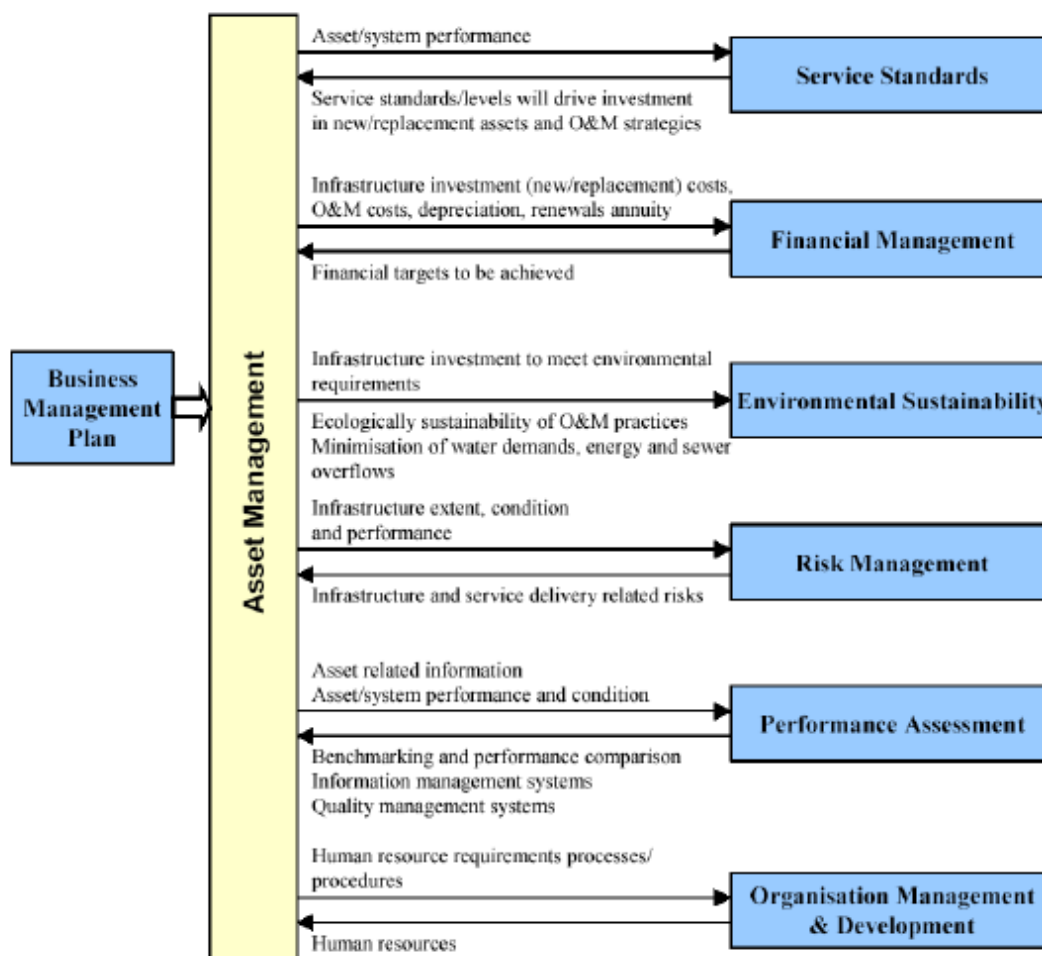 Asset/system performance
Service Standards
Service standards/levels will drive investment
in new/replacement assets and O&M strategies
Infrastructure investment (new/replacement) costs,
O&M costs, depreciation, renewals annuity
Financial Management
Financial targets to be achieved
Business
Management
Plan
Asset Management
Infrastructure investment to meet environmental
requirements
Environmental Sustainability
Ecologically sustainability of O&M practices
Minimisation of water demands, energy and sewer
overflows
Infrastructure extent, condition
and performance
Risk Management
Infrastructure and service delivery related risks
Asset related information
Asset/system performance and condition
Performance Assessment
Benchmarking and performance comparison
Information management systems
Quality management systems
Human resource requirements processes/
procedures
Organisation Management
& Development
Human resources